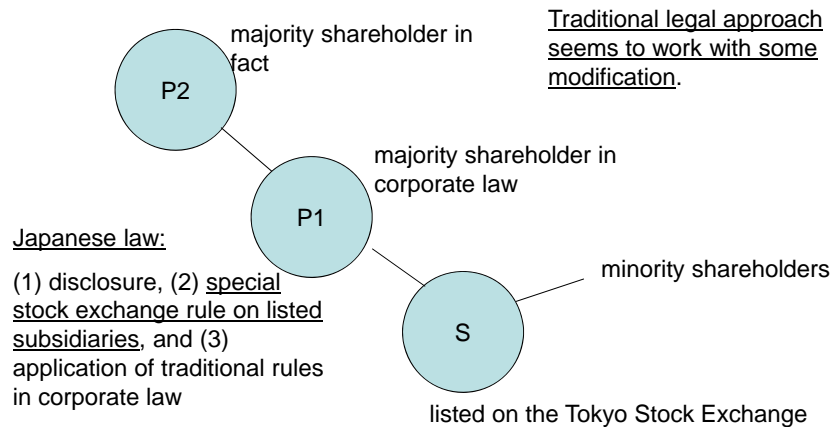 Traditional legal approach
seems to work with some
modification.
majority shareholder in
fact
P2
majority shareholder in
corporate law
P1
Japanese law:
(1) disclosure, (2) special
stock exchange rule on listed
subsidiaries, and (3)
application of traditional rules
in corporate law
minority shareholders
S
listed on the Tokyo Stock Exchange